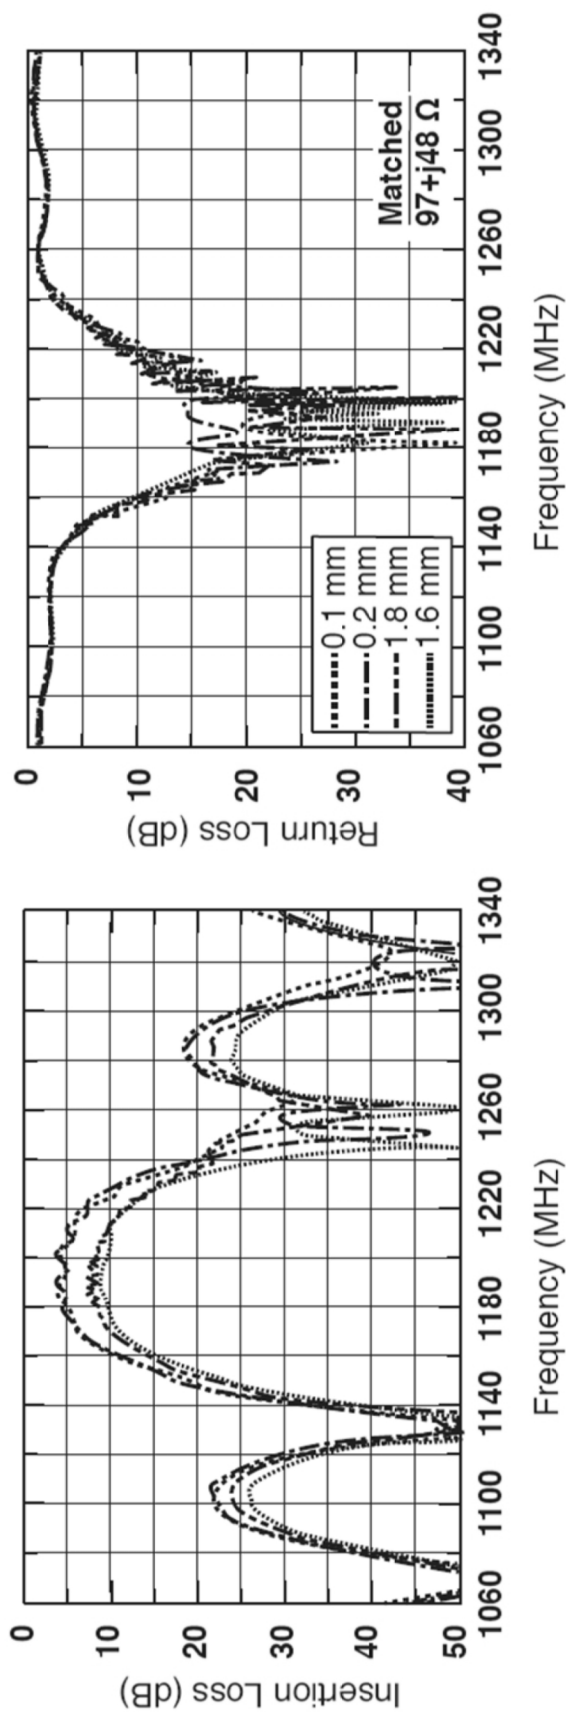 Insertion Loss (dB)
0
10
20
30
40
50
1060
1100
1140
1180
1220
1260
1300
1340
Frequency (MHz)
Return Loss (dB)
0
10
20
30
40
0.1 mm
0.2 mm
1.8 mm
1.6 mm
Matched
97+j48 Ω
1060
1100
1140
1180
1220
1260
1300
1340
Frequency (MHz)